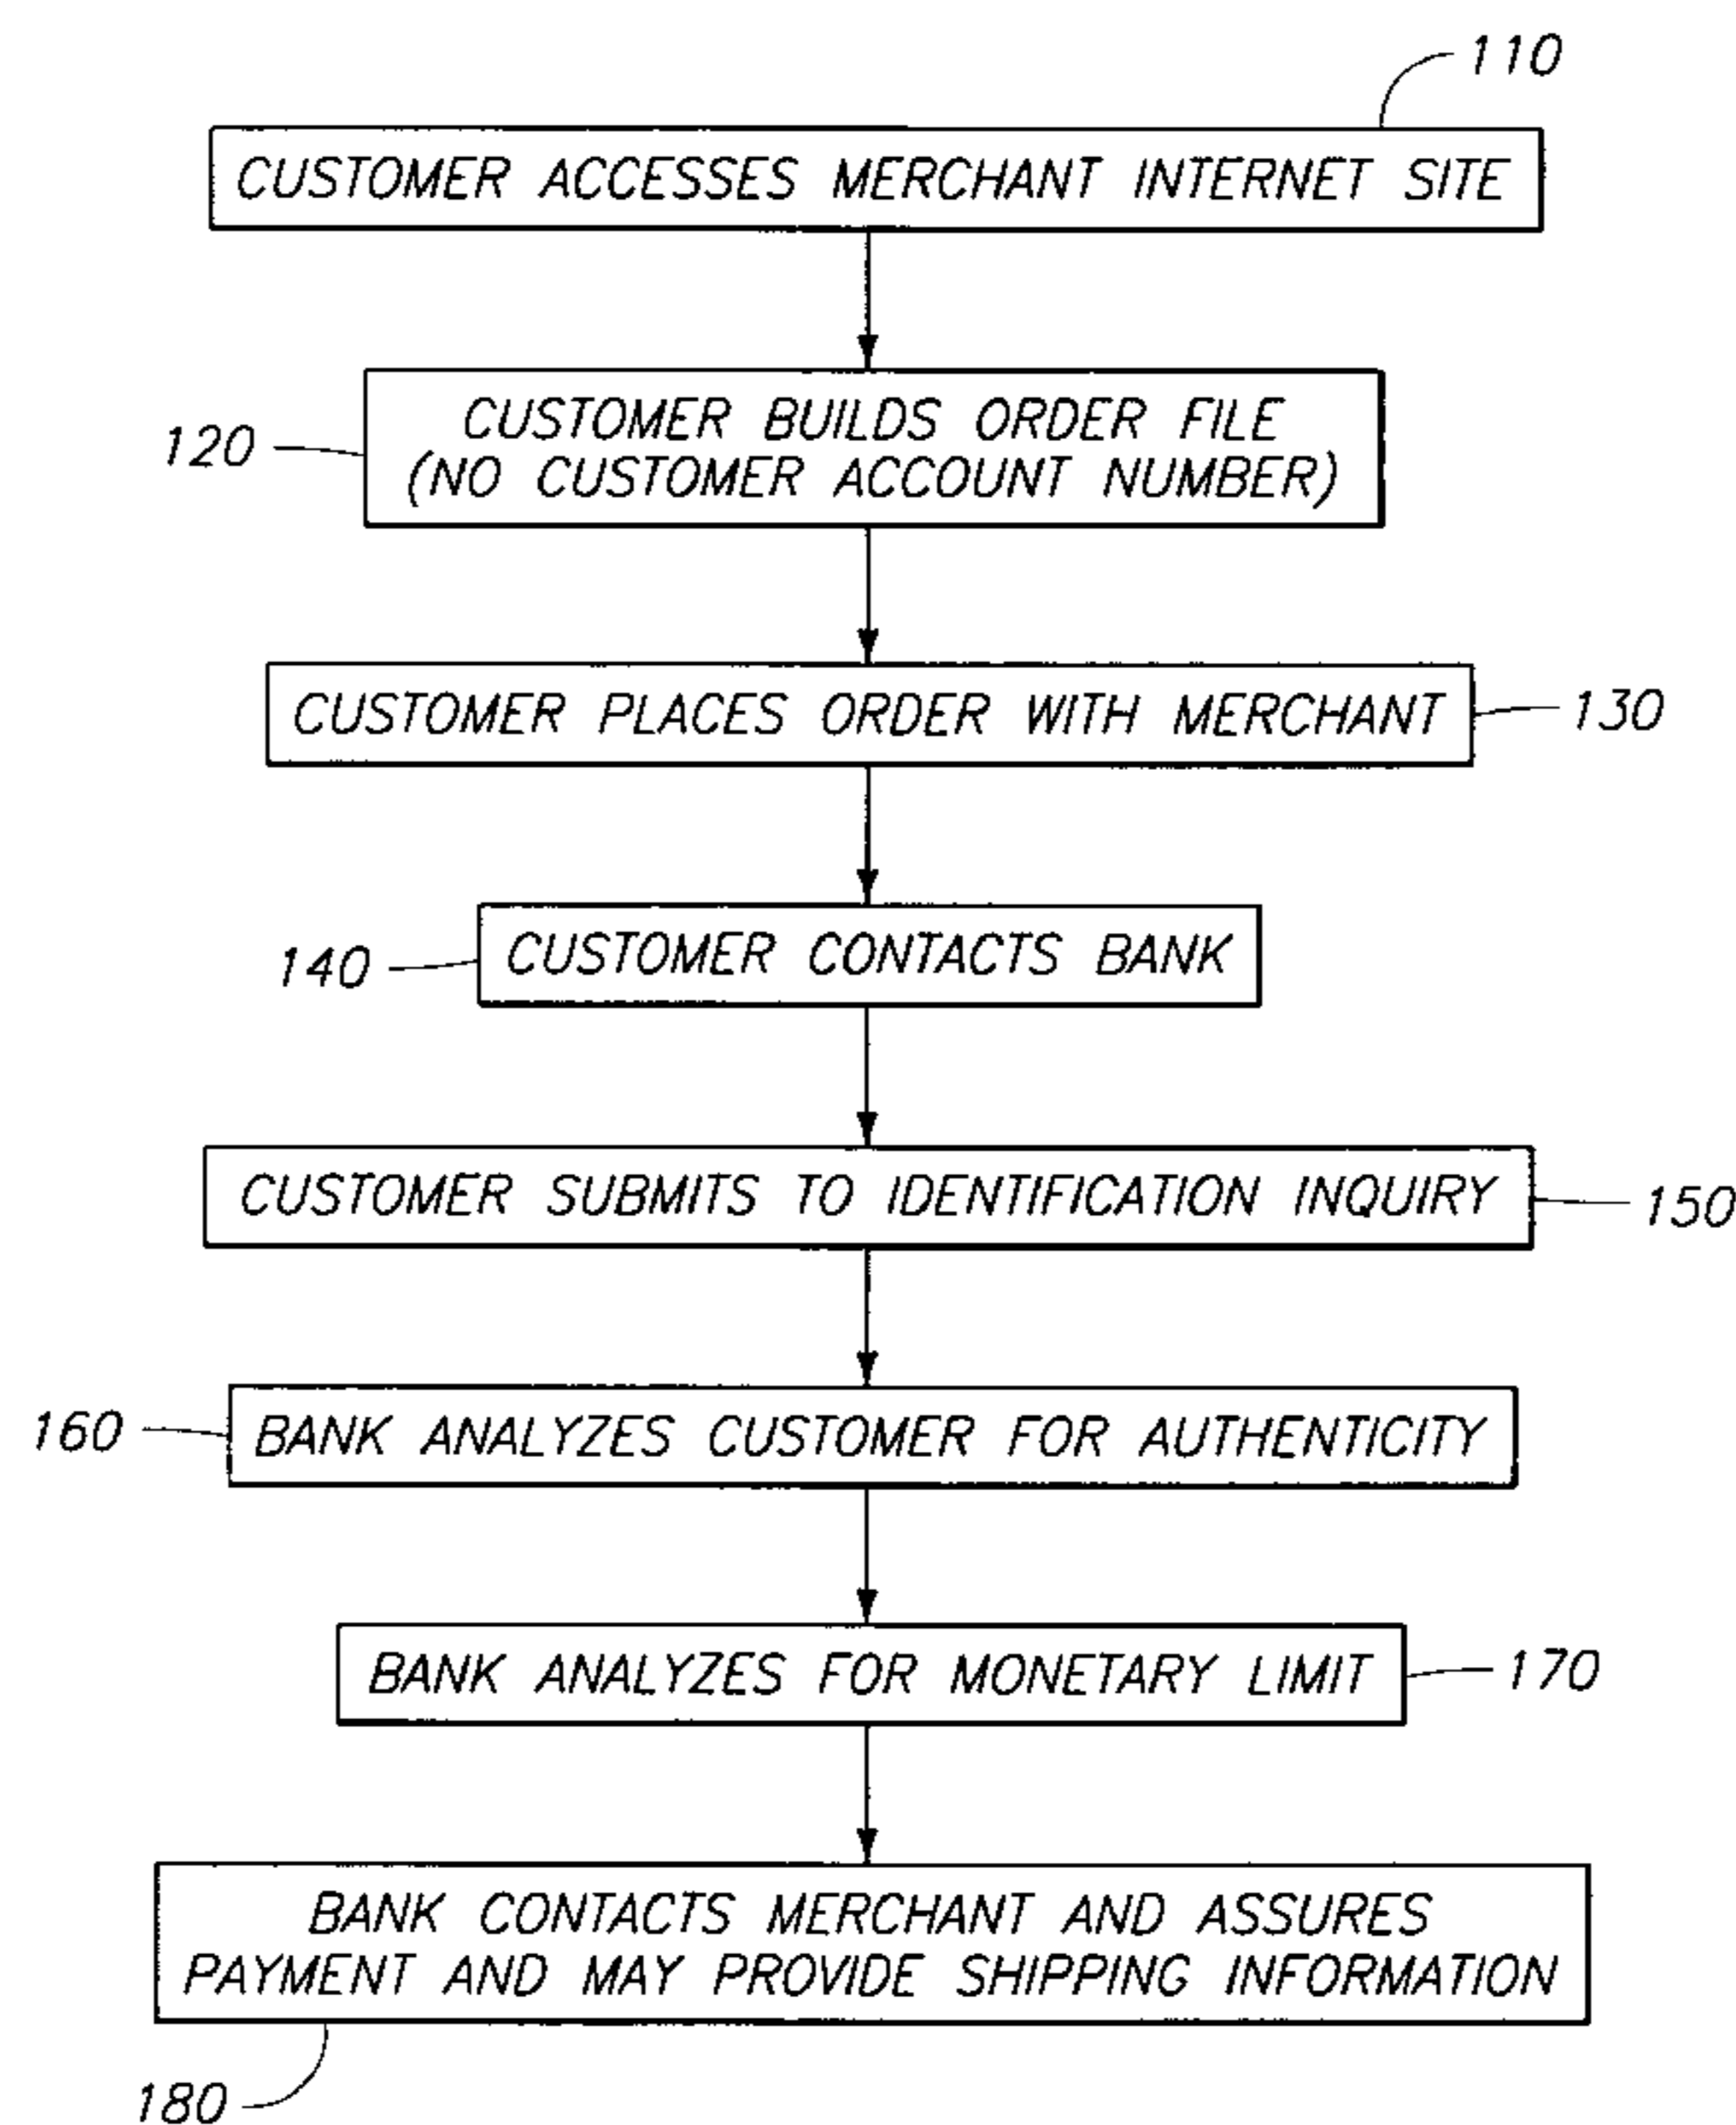 110
CUSTOMER ACCESSES MERCHANT INTERNET SITE
CUSTOMER BUILDS ORDER FILE
(NO CUSTOMER ACCOUNT NUMBER)
120
CUSTOMER PLACES ORDER WITH MERCHANT
130
CUSTOMER CONTACTS BANK
140
CUSTOMER SUBMITS TO IDENTIFICATION INQUIRY
150
BANK ANALYZES CUSTOMER FOR AUTHENTICITY
160
BANK ANALYZES FOR MONETARY LIMIT
170
BANK CONTACTS MERCHANT AND ASSURES
PAYMENT AND MAY PROVIDE SHIPPING INFORMATION
180